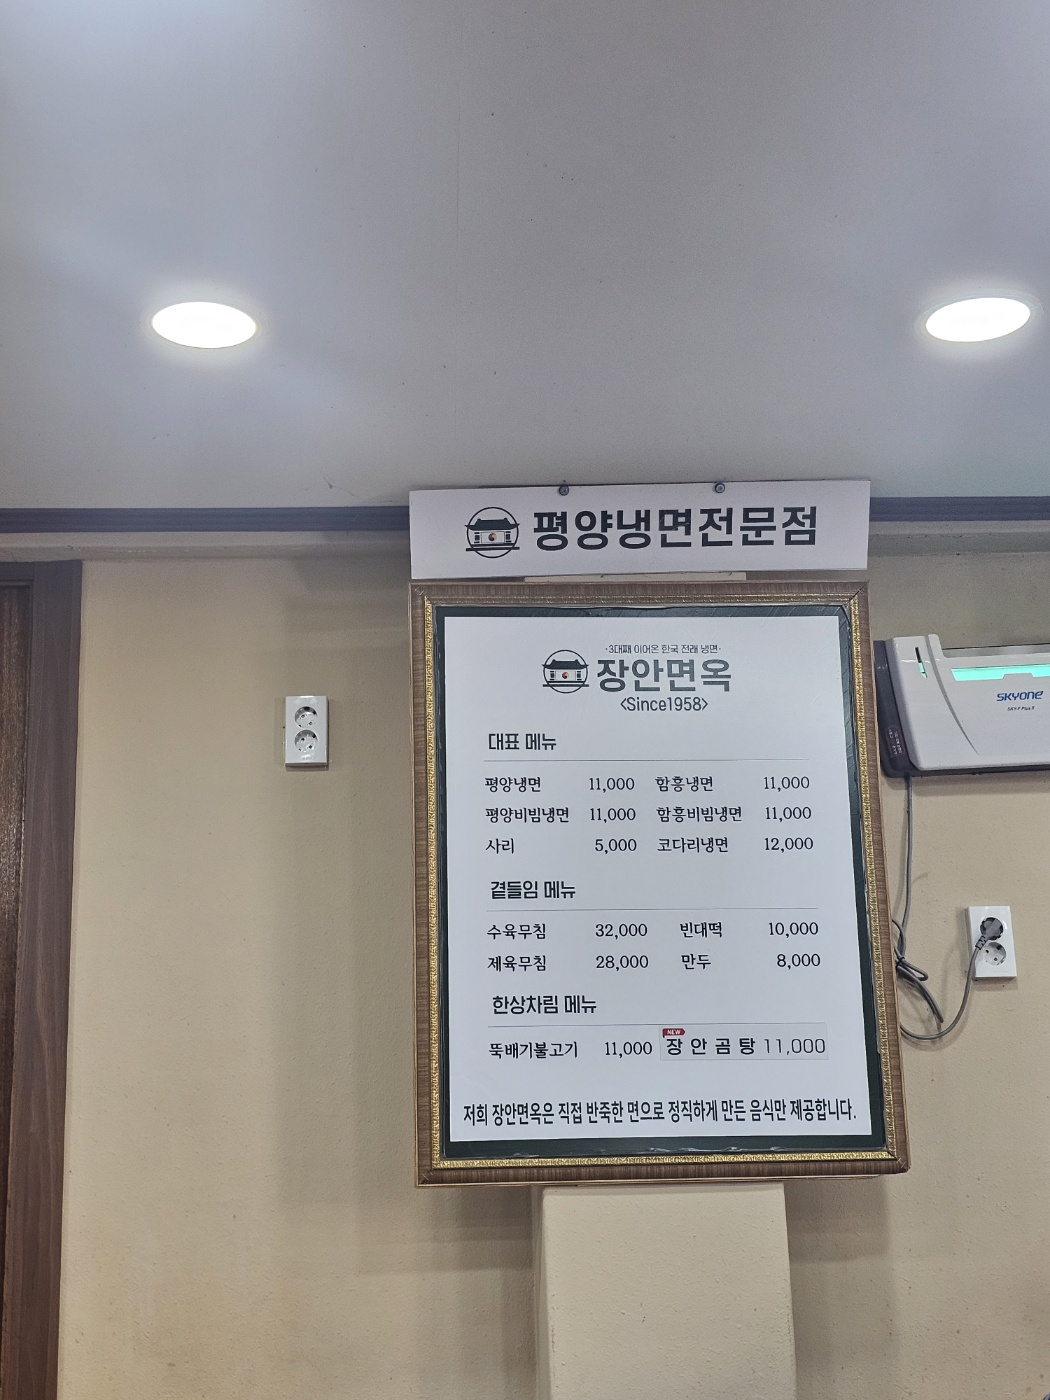 평양냉면전문점
·3대째 이어온 한국 전래 냉면·
장안면옥
<Since1958>
대표 메뉴
평양냉면 11,000 함흥냉면 11,000
평양비빔냉면 11,000 함흥비빔냉면 11,000
사리 5,000 코다리냉면 12,000
곁들임 메뉴
수육무침 32,000 빈대떡 10,000
제육무침 28,000 만두 8,000
한상차림 메뉴
NEW
뚝배기불고기 11,000 장안곰탕 11,000
저희 장안면옥은 직접 반죽한 면으로 정직하게 만든 음식만 제공합니다.
SKYONE
SKY-F Plus II